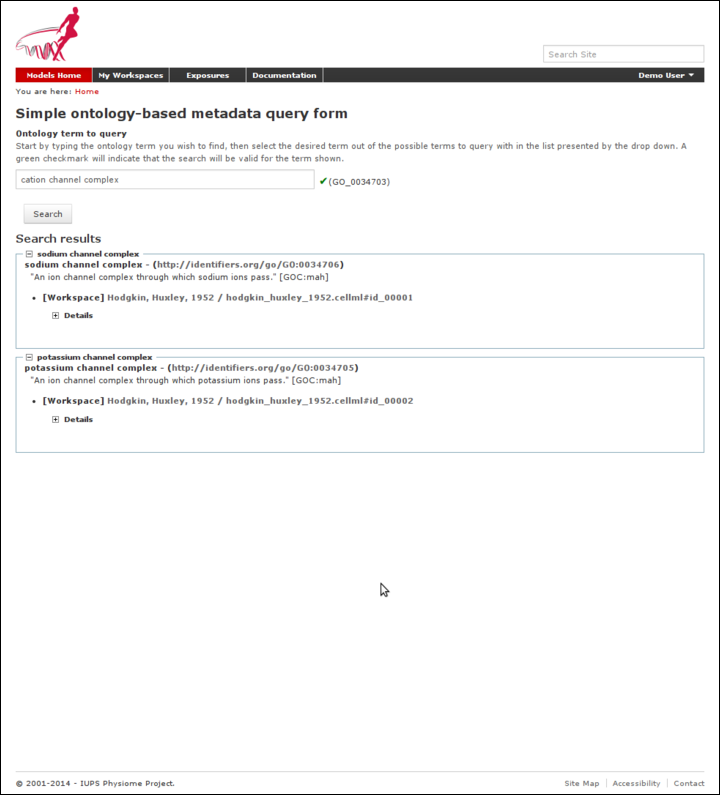 Search Site
Models Home My Workspaces Exposures Documentation Demo User
You are here: Home
Simple ontology-based metadata query form
Ontology term to query
Start by typing the ontology term you wish to find, then select the desired term out of the possible terms to query with in the list presented by the drop down. A
green checkmark will indicate that the search will be valid for the term shown.
cation channel complex ✔(GO_0034703)
Search
Search results
sodium channel complex
sodium channel complex - (http://identifiers.org/go/GO:0034706)
"An ion channel complex through which sodium ions pass." [GOC:mah]
• [Workspace] Hodgkin, Huxley, 1952 / hodgkin_huxley_1952.cellml#id_00001
Details
potassium channel complex
potassium channel complex - (http://identifiers.org/go/GO:0034705)
"An ion channel complex through which potassium ions pass." [GOC:mah]
• [Workspace] Hodgkin, Huxley, 1952 / hodgkin_huxley_1952.cellml#id_00002
Details
© 2001-2014 - IUPS Physiome Project. Site Map Accessibility Contact